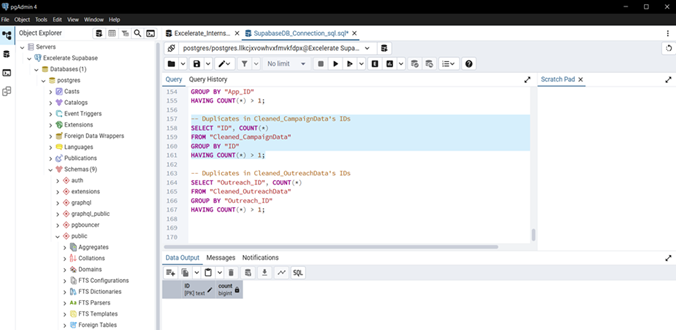 pgAdmin 4
File Object Tools Edit View Window Help
Object Explorer
Excelerate_Interns...
SupabaseDB_Connection_sql.sql*
Servers
Excelerate Supabase
Databases (1)
postgres
Casts
Catalogs
Event Triggers
Extensions
Foreign Data Wrappers
Languages
Publications
Schemas (9)
auth
extensions
graphql
graphql_public
pgbouncer
public
Aggregates
Collations
Domains
FTS Configurations
FTS Dictionaries
FTS Parsers
FTS Templates
Foreign Tables
postgres/postgres.llkcjxvowhvxfmvkfdpx@Excelerate Supa...
No limit
Query Query History
Scratch Pad
154 GROUP BY "App_ID"
155 HAVING COUNT(*) > 1;
156
157 -- Duplicates in Cleaned_CampaignData's IDs
158 SELECT "ID", COUNT(*)
159 FROM "Cleaned_CampaignData"
160 GROUP BY "ID"
161 HAVING COUNT(*) > 1;
162
163 -- Duplicates in Cleaned_OutreachData's IDs
164 SELECT "Outreach_ID", COUNT(*)
165 FROM "Cleaned_OutreachData"
166 GROUP BY "Outreach_ID"
167 HAVING COUNT(*) > 1;
168
169
170
Data Output Messages Notifications
SQL
ID
[PK] text
count
bigint